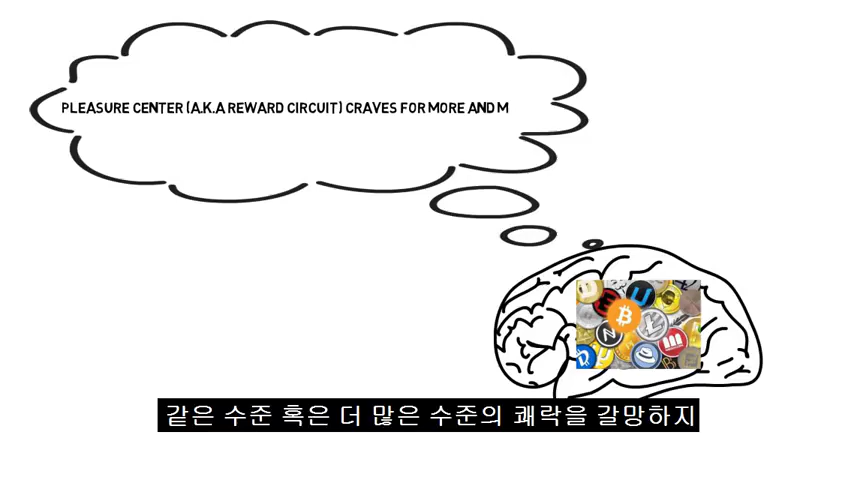 PLEASURE CENTER (A.K.A REWARD CIRCUIT) CRAVES FOR MORE AND M
같은 수준 혹은 더 많은 수준의 쾌락을 갈망하지